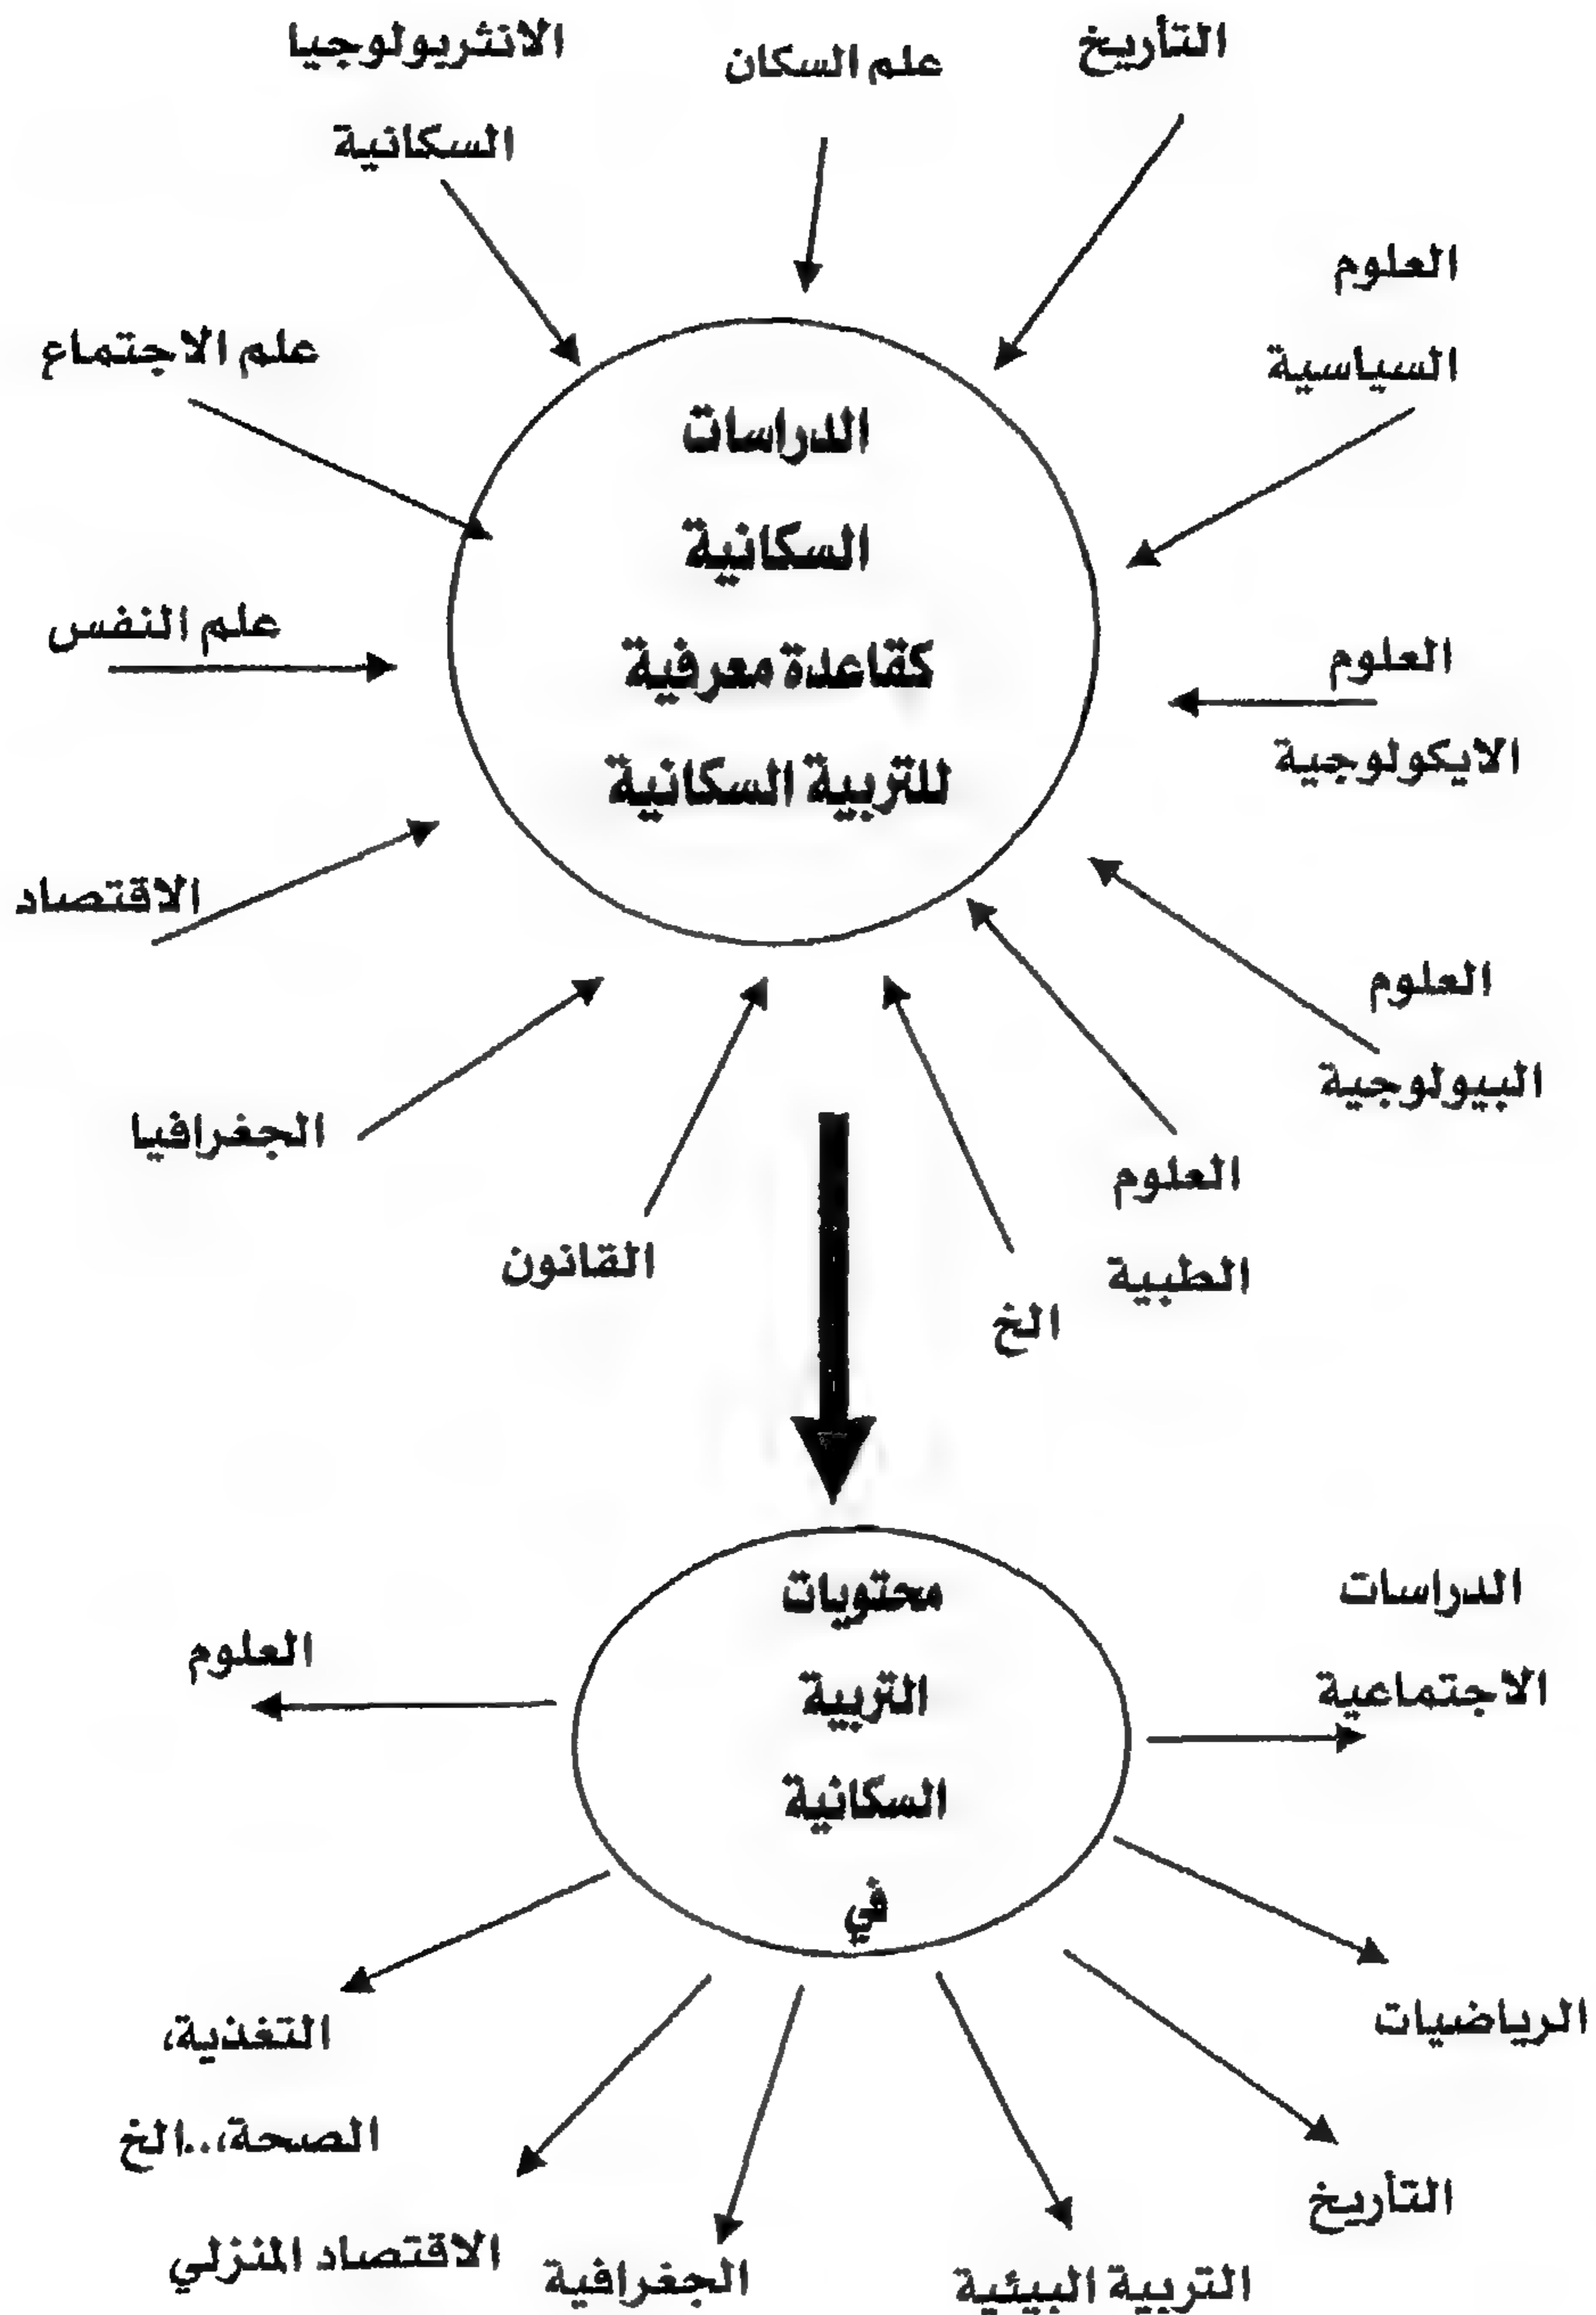 التأريخ
علم السكان
الانثربولوجيا
السكانية
العلوم
السياسية
علم الاجتماع
الدراسات
السكانية
كقاعدة معرفية
للتربية السكانية
علم النفس
العلوم
الايكولوجية
الاقتصاد
العلوم
البيولوجية
الجغرافيا
العلوم
الطبية
القانون
الخ
محتويات
التربية
السكانية
في
الدراسات
الاجتماعية
العلوم
الرياضيات
التغذية،
الصحة،..الخ
التأريخ
الاقتصاد المنزلي
الجغرافية
التربية البيئية